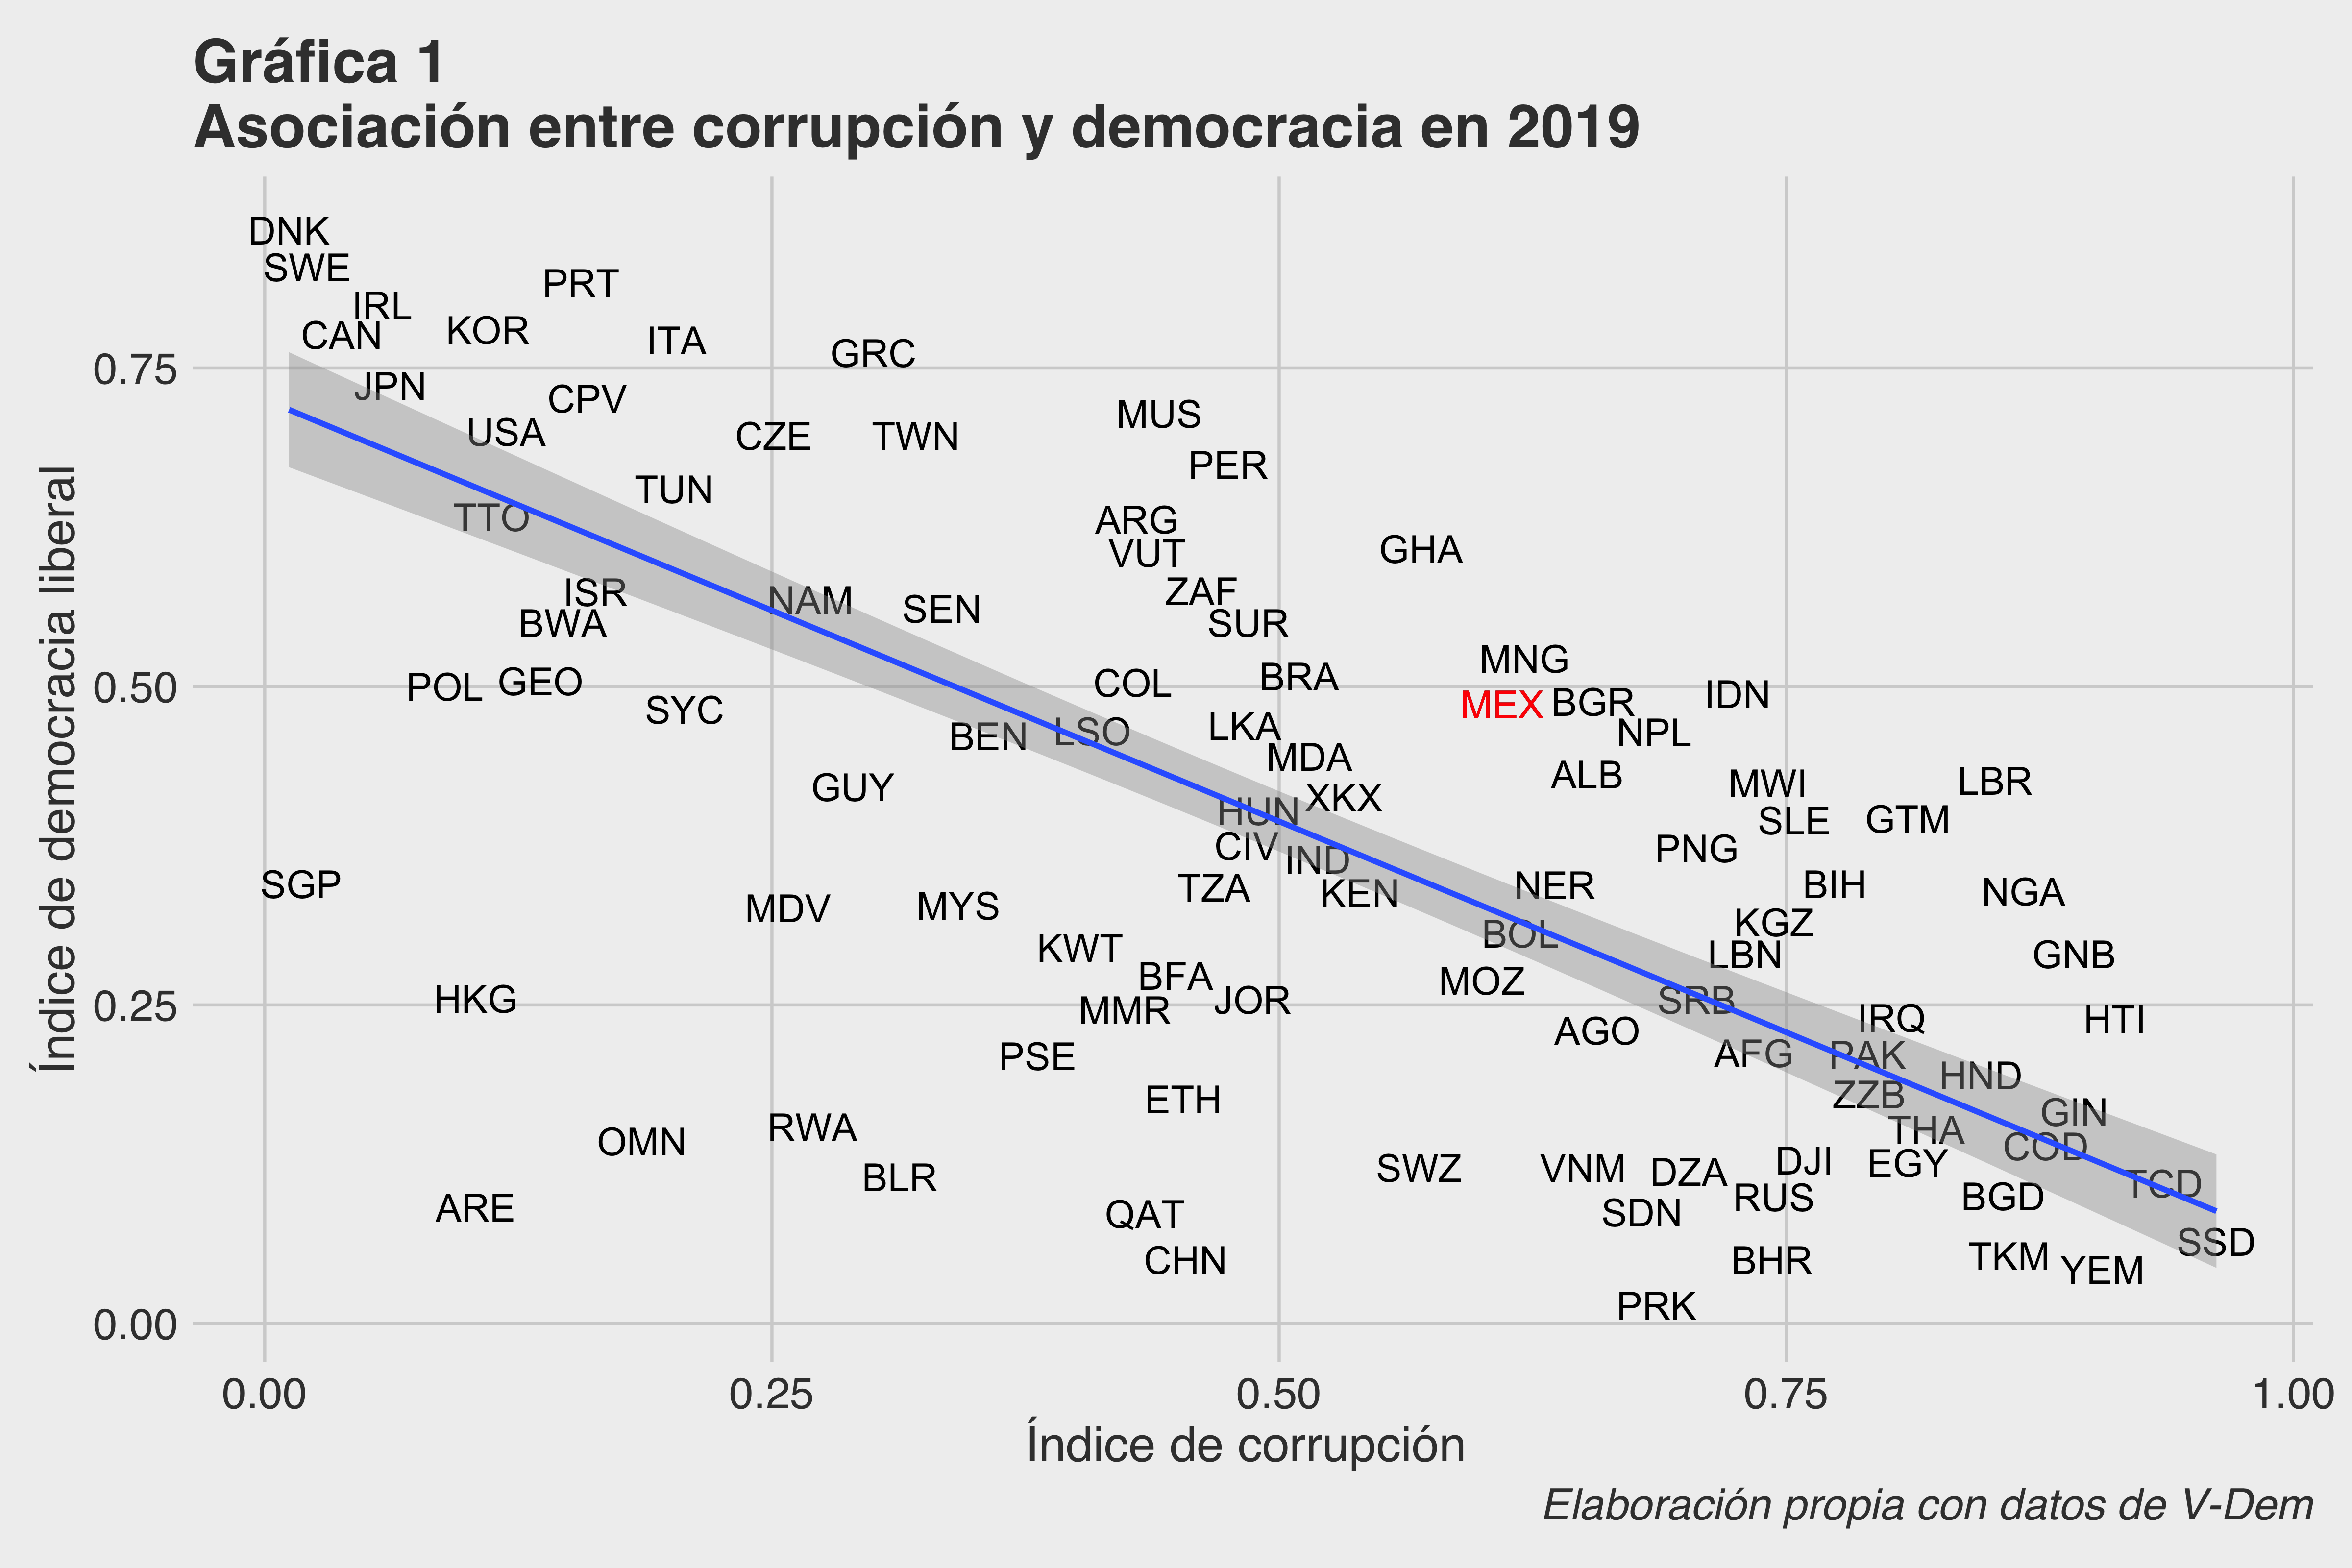 Gráfica 1
Asociación entre corrupción y democracia en 2019
DNK
SWE
PRT
IRL
CAN
KOR
ITA
GRC
0.75
JPN
CPV
MUS
USA
CZE
TWN
PER
TUN
TTO
ARG
VUT
GHA
ISR
NAM
SEN
ZAF
BWA
SUR
MNG
BRA
POL
GEO
COL
IDN
0.50
SYC
MEX
BGR
BEN
LSO
LKA
NPL
MDA
GUY
ALB
MWI
LBR
XKX
HUN
SLE
GTM
CIV
IND
PNG
SGP
TZA
KEN
NER
BIH
NGA
MDV
MYS
BOL
KGZ
KWT
LBN
GNB
BFA
MOZ
HKG
MMR
JOR
SRB
IRQ
HTI
0.25
AGO
PSE
AFG
PAK
HND
ETH
ZZB
GIN
OMN
RWA
THA
COD
BLR
SWZ
VNM
DZA
DJI
EGY
TCD
ARE
QAT
SDN
RUS
BGD
CHN
BHR
TKM
YEM
SSD
PRK
0.00
0.00 0.25 0.50 0.75 1.00
Índice de democracia liberal
Índice de corrupción
Elaboración propia con datos de V-Dem